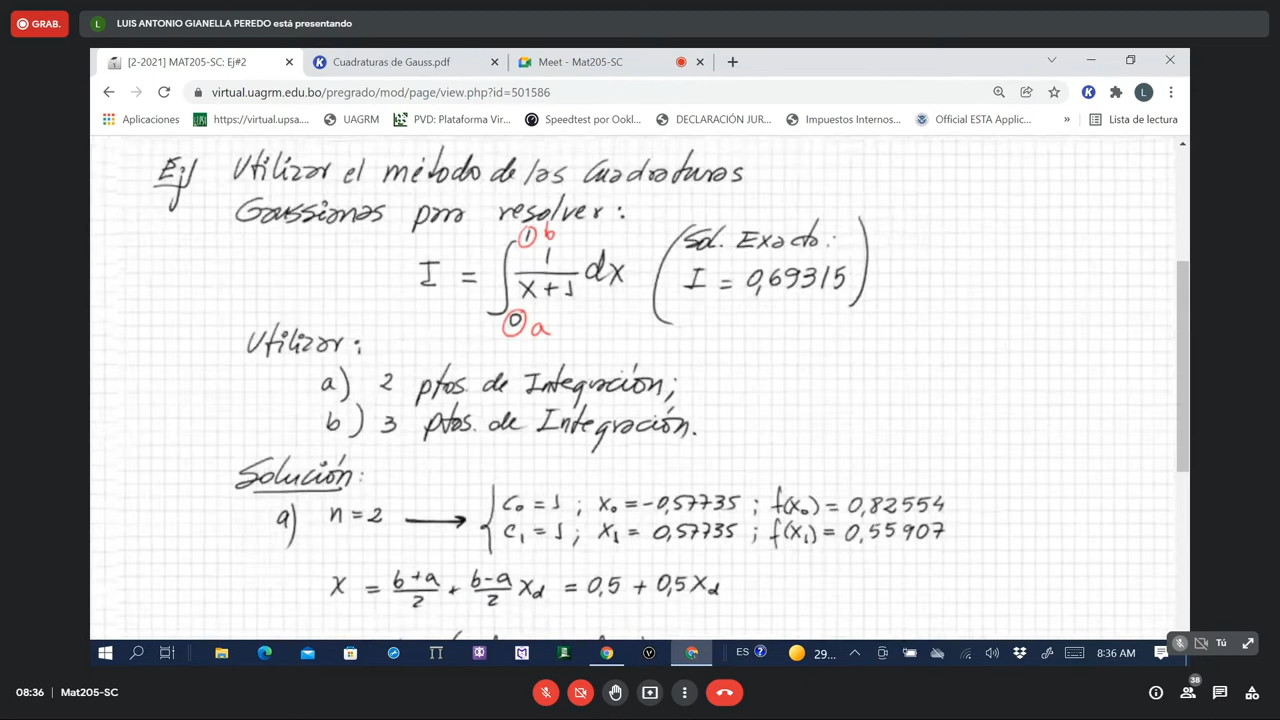 GRAB.
L LUIS ANTONIO GIANELLA PEREDO está presentando
[2-2021] MAT205-SC: Ej#2
Cuadraturas de Gauss.pdf
Meet - Mat205-SC
virtual.uagrm.edu.bo/pregrado/mod/page/view.php?id=501586
L
Aplicaciones
https://virtual.upsa....
UAGRM
PVD: Plataforma Vir...
Speedtest por Ookl...
DECLARACIÓN JUR...
Impuestos Internos...
Official ESTA Applic...
»
Lista de lectura
Ej Utilizar el método de las Cuadraturas
Gaussianas para resolver:
I = ∫ 1/(x+1) dx (Sol. Exacta:
1 b
0 a
I = 0,69315)
Utilizar:
a) 2 ptos. de Integración;
b) 3 ptos. de Integración.
Solución:
a) n=2 → { C₀ = 1 ; X₀ = -0,57735 ; f(x₀) = 0,82554
C₁ = 1 ; X₁ = 0,57735 ; f(x₁) = 0,55907
X = (b+a)/2 + (b-a)/2 Xd = 0,5 + 0,5Xd
Tú
ES
29...
8:36 AM
08:36 | Mat205-SC
38